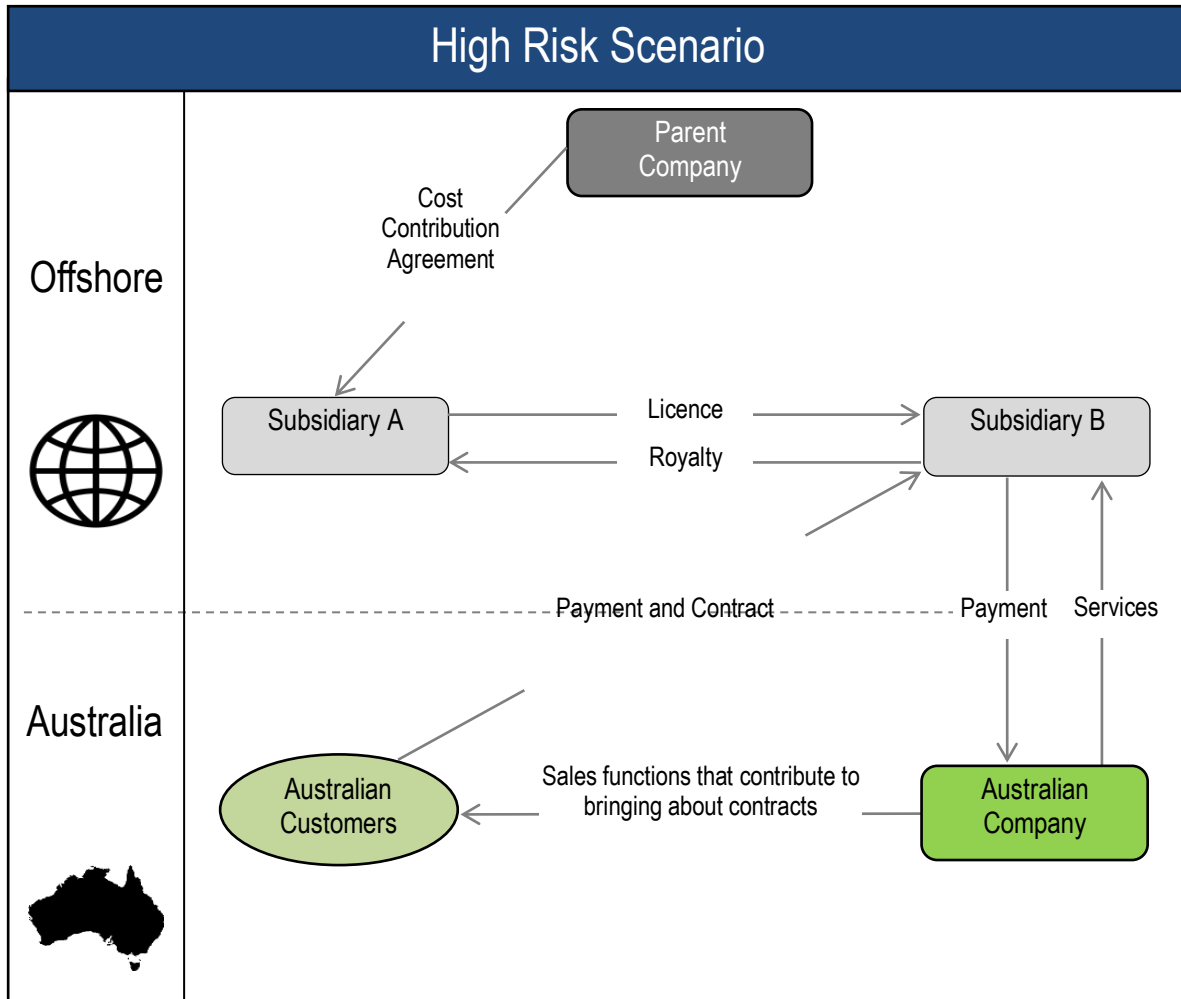 High Risk Scenario
Parent
Company
Cost
Contribution
Agreement
Offshore
Subsidiary A
Licence
Royalty
Subsidiary B
Payment and Contract
Payment
Services
Australia
Australian
Customers
Sales functions that contribute to
bringing about contracts
Australian
Company